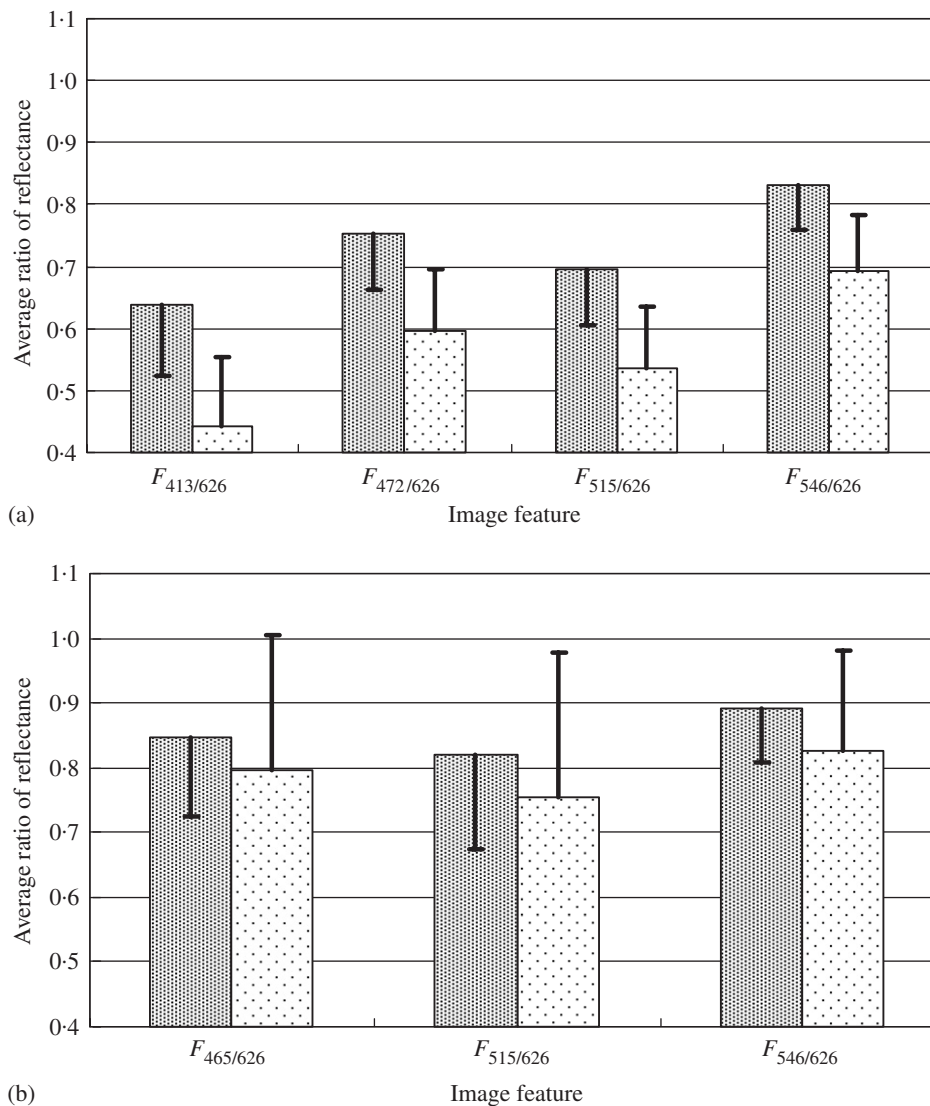 1·1
1·0
0·9
0·8
0·7
0·6
0·5
0·4
Average ratio of reflectance
F413/626 F472/626 F515/626 F546/626
(a) Image feature
1·1
1·0
0·9
0·8
0·7
0·6
0·5
0·4
Average ratio of reflectance
F465/626 F515/626 F546/626
(b) Image feature